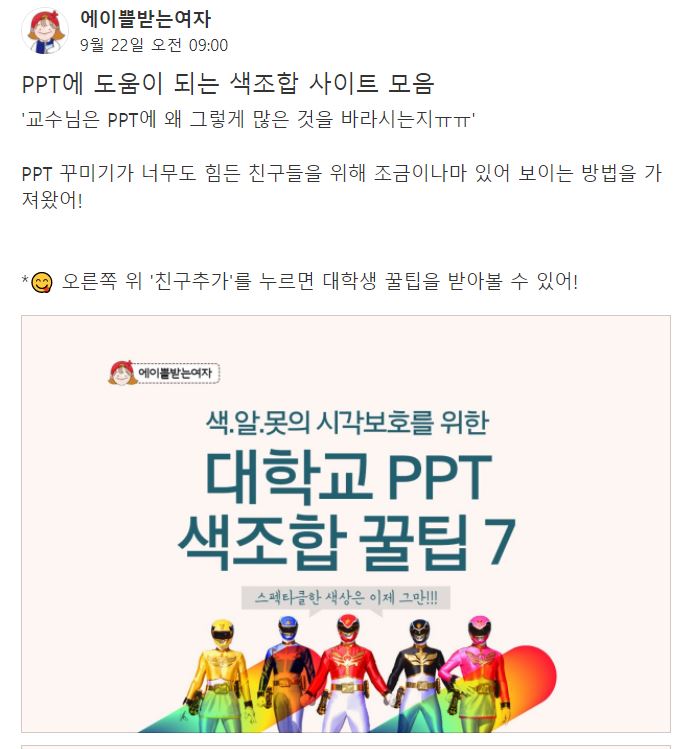 에이쁠받는여자
9월 22일 오전 09:00
PPT에 도움이 되는 색조합 사이트 모음
'교수님은 PPT에 왜 그렇게 많은 것을 바라시는지ㅠㅠ'
PPT 꾸미기가 너무도 힘든 친구들을 위해 조금이나마 있어 보이는 방법을 가
져왔어!
*😋 오른쪽 위 '친구추가'를 누르면 대학생 꿀팁을 받아볼 수 있어!
에이쁠받는여자
색.알.못의 시각보호를 위한
대학교 PPT
색조합 꿀팁 7
스펙타클한 색상은 이제 그만!!!